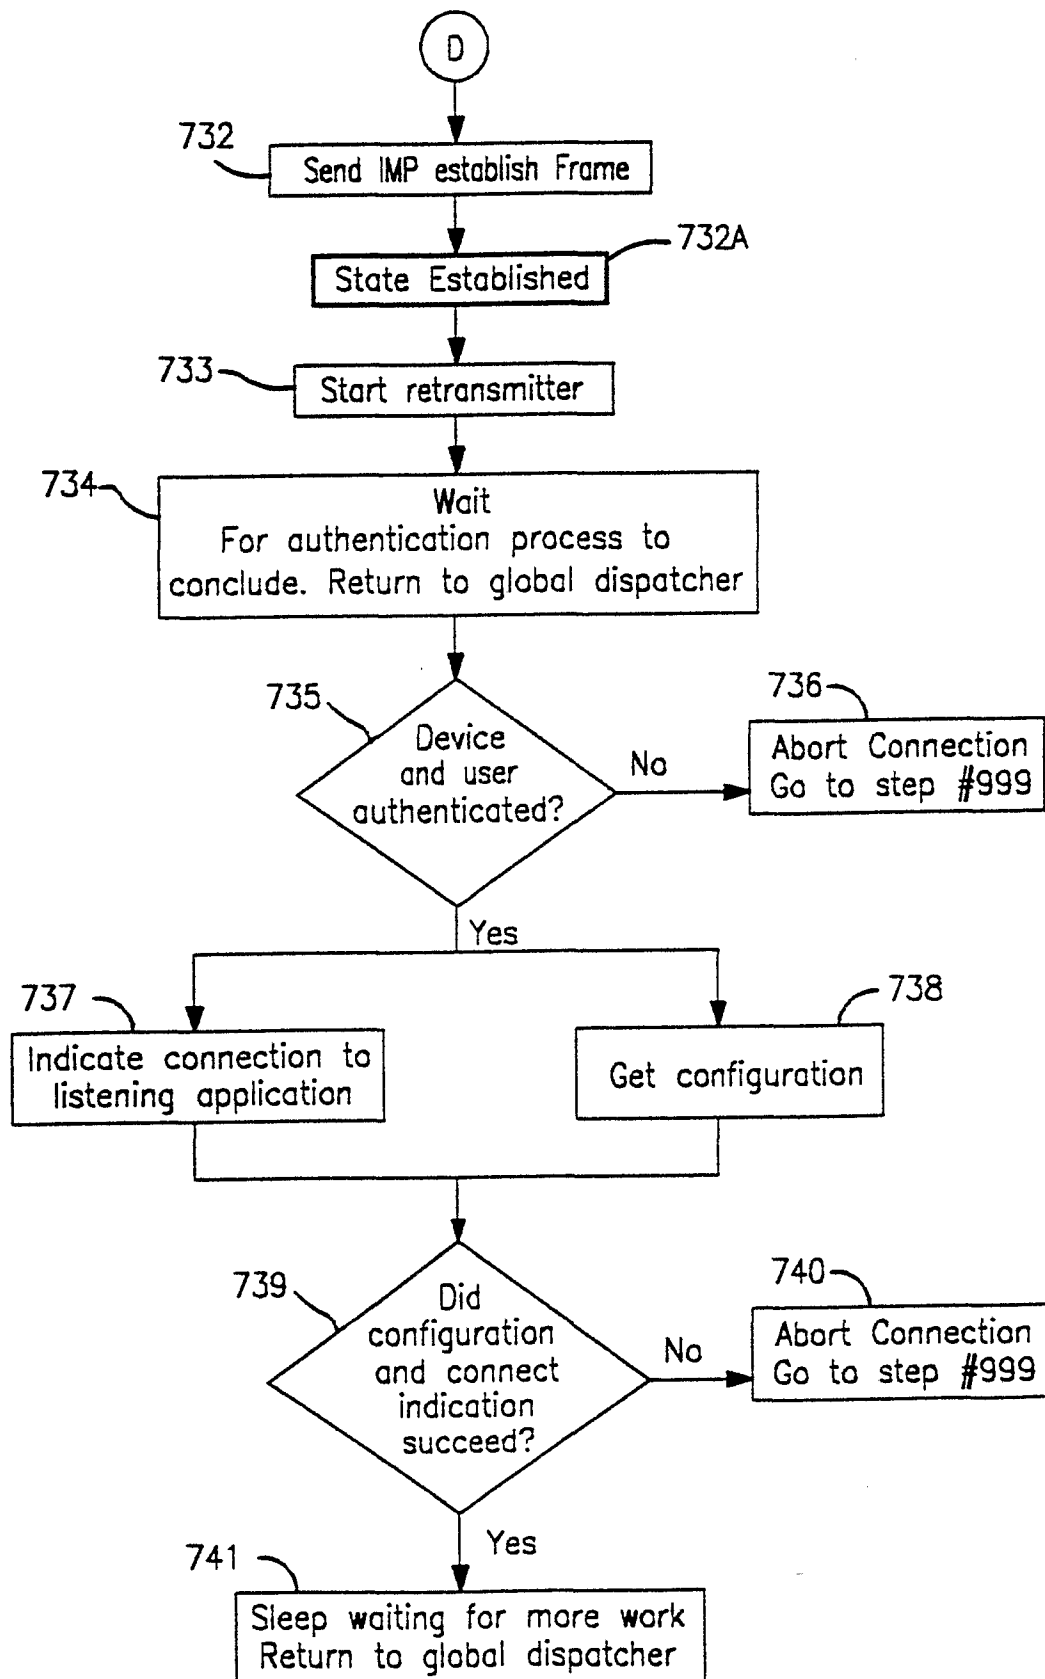 D
732
Send IMP establish Frame
732A
State Established
733
Start retransmitter
734
Wait
For authentication process to
conclude. Return to global dispatcher
735
Device
and user
authenticated?
No
736
Abort Connection
Go to step #999
Yes
737
Indicate connection to
listening application
738
Get configuration
739
Did
configuration
and connect
indication
succeed?
No
740
Abort Connection
Go to step #999
Yes
741
Sleep waiting for more work
Return to global dispatcher